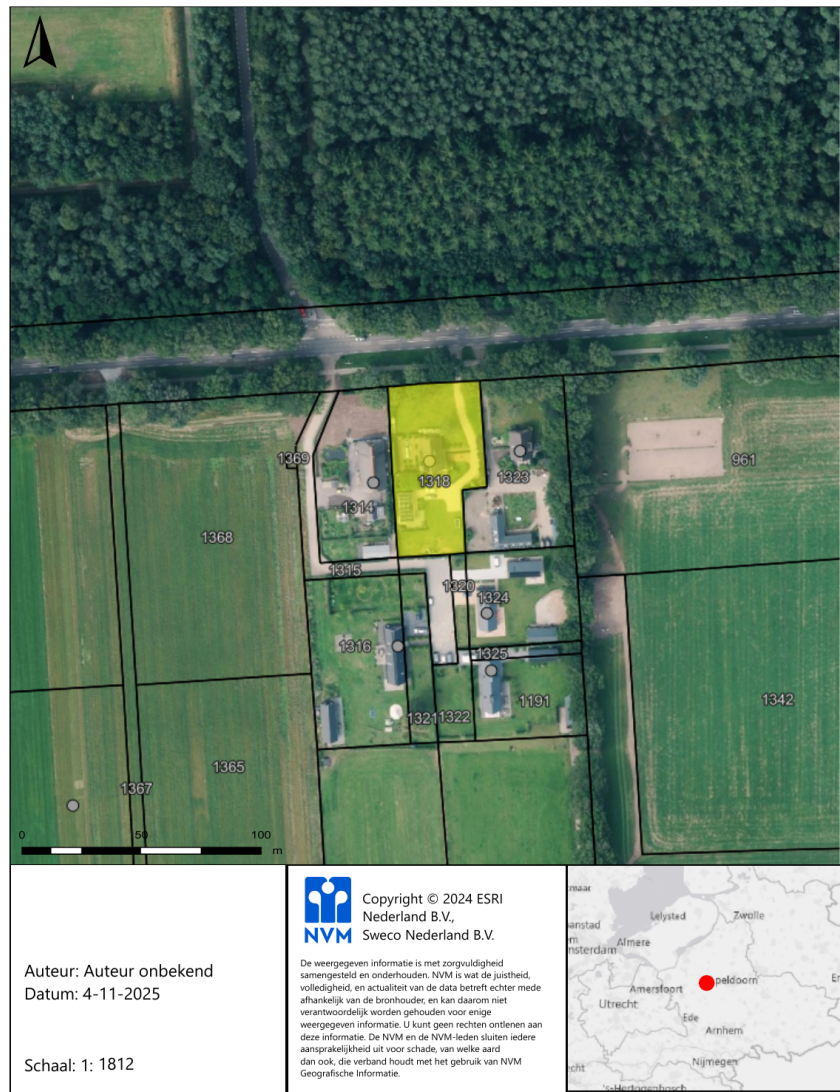 1369
961
1318
1323
1314
1368
1315
1320
1324
1316
1325
1191
1342
1321
1322
1365
1367
0
50
100
m
Auteur: Auteur onbekend
Datum: 4-11-2025
Schaal: 1: 1812
NVM
Copyright © 2024 ESRI
Nederland B.V.,
Sweco Nederland B.V.
De weergegeven informatie is met zorgvuldigheid
samengesteld en onderhouden. NVM is wat de juistheid,
volledigheid, en actualiteit van de data betreft echter mede
afhankelijk van de bronhouder, en kan daarom niet
verantwoordelijk worden gehouden voor enige
weergegeven informatie. U kunt geen rechten ontlenen aan
deze informatie. De NVM en de NVM-leden sluiten iedere
aansprakelijkheid uit voor schade, van welke aard
dan ook, die verband houdt met het gebruik van NVM
Geografische Informatie.
kmaar
Lelystad
Zwolle
anstad
Almere
msterdam
peldoorn
Amersfoort
Utrecht
Ede
Arnhem
Nijmegen
's-Hertogenbosch